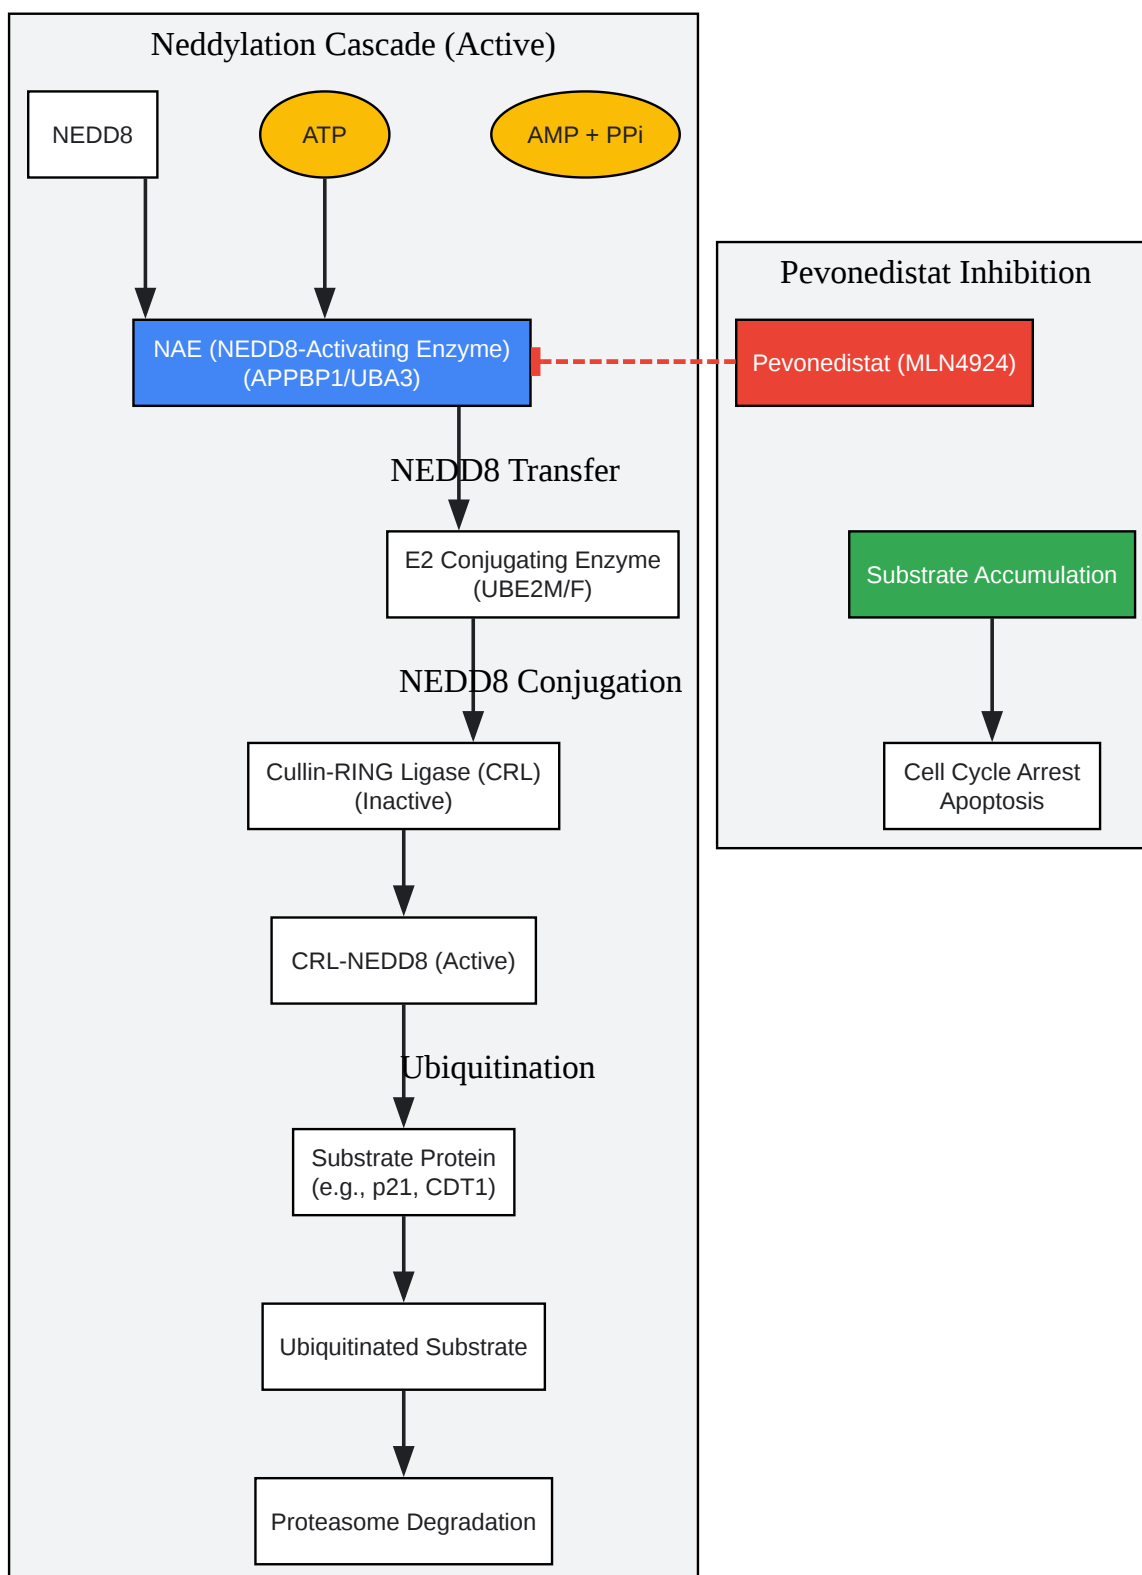 Neddylation Cascade (Active)
NEDD8
ATP
AMP + PPi
NAE (NEDD8-Activating Enzyme)
(APPBP1/UBA3)
NEDD8 Transfer
E2 Conjugating Enzyme
(UBE2M/F)
NEDD8 Conjugation
Cullin-RING Ligase (CRL)
(Inactive)
CRL-NEDD8 (Active)
Ubiquitination
Substrate Protein
(e.g., p21, CDT1)
Ubiquitinated Substrate
Proteasome Degradation
Pevonedistat Inhibition
Pevonedistat (MLN4924)
Substrate Accumulation
Cell Cycle Arrest
Apoptosis